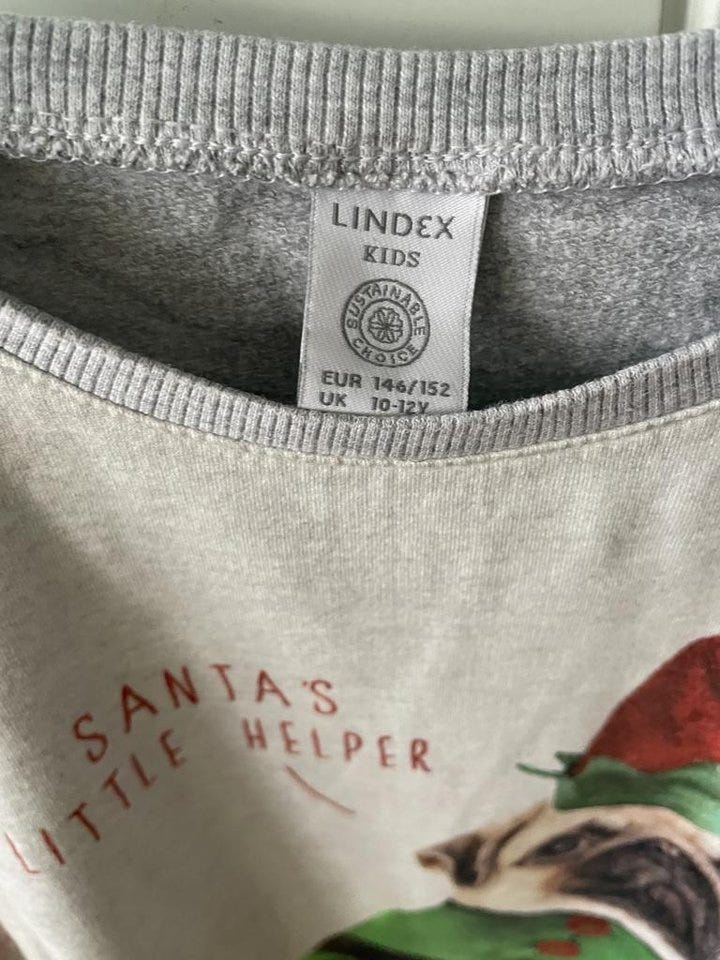 LINDEX
KIDS
SUSTAINABLE
CHOICE
EUR 146/152
UK 10-12Y
SANTA'S
LITTLE HELPER